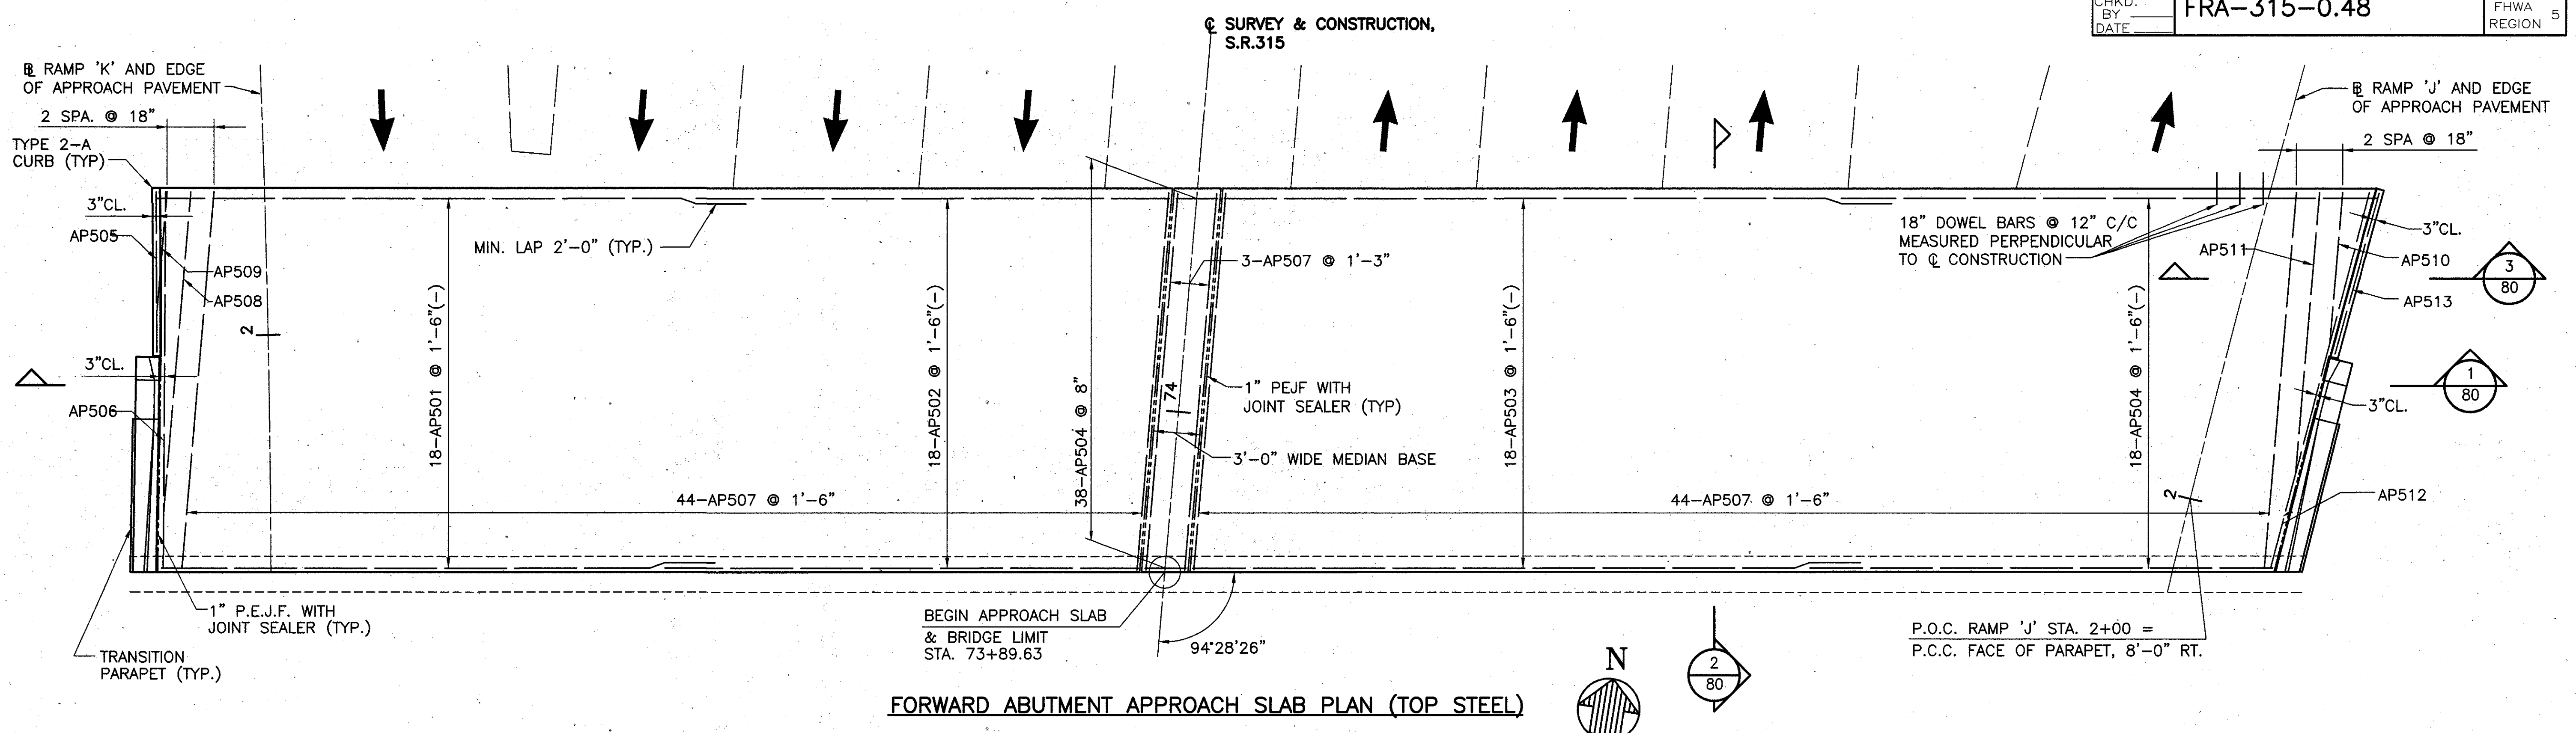 CHKD.
BY
DATE
FRA-315-0.48
FHWA
REGION 5
℄ SURVEY & CONSTRUCTION,
S.R.315
BL RAMP 'K' AND EDGE
OF APPROACH PAVEMENT
2 SPA. @ 18"
TYPE 2-A
CURB (TYP)
3"CL.
AP505
AP509
AP508
2
3"CL.
AP506
MIN. LAP 2'-0" (TYP.)
18-AP501 @ 1'-6"(-)
18-AP502 @ 1'-6"(-)
44-AP507 @ 1'-6"
38-AP504 @ 8"
3-AP507 @ 1'-3"
74
1" PEJF WITH
JOINT SEALER (TYP)
3'-0" WIDE MEDIAN BASE
18-AP503 @ 1'-6"(-)
44-AP507 @ 1'-6"
18-AP504 @ 1'-6"(-)
BL RAMP 'J' AND EDGE
OF APPROACH PAVEMENT
2 SPA @ 18"
18" DOWEL BARS @ 12" C/C
MEASURED PERPENDICULAR
TO ℄ CONSTRUCTION
AP511
3"CL.
AP510
AP513
3
80
1
80
3"CL.
2
AP512
1" P.E.J.F. WITH
JOINT SEALER (TYP.)
TRANSITION
PARAPET (TYP.)
BEGIN APPROACH SLAB
& BRIDGE LIMIT
STA. 73+89.63
94°28'26"
P.O.C. RAMP 'J' STA. 2+00 =
P.C.C. FACE OF PARAPET, 8'-0" RT.
N
2
80
FORWARD ABUTMENT APPROACH SLAB PLAN (TOP STEEL)